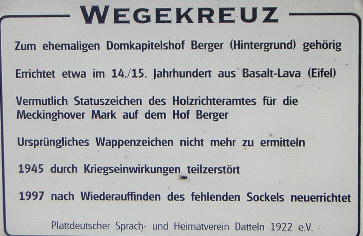 WEGEKREUZ
Zum ehemaligen Domkapitelshof Berger (Hintergrund) gehörig
Errichtet etwa im 14./15. Jahrhundert aus Basalt-Lava (Eifel)
Vermutlich Statuszeichen des Holzrichteramtes für die
Meckinghover Mark auf dem Hof Berger
Ursprüngliches Wappenzeichen nicht mehr zu ermitteln
1945 durch Kriegseinwirkungen teilzerstört
1997 nach Wiederauffinden des fehlenden Sockels neuerrichtet
Plattdeutscher Sprach- und Heimatverein Datteln 1922 e.V.